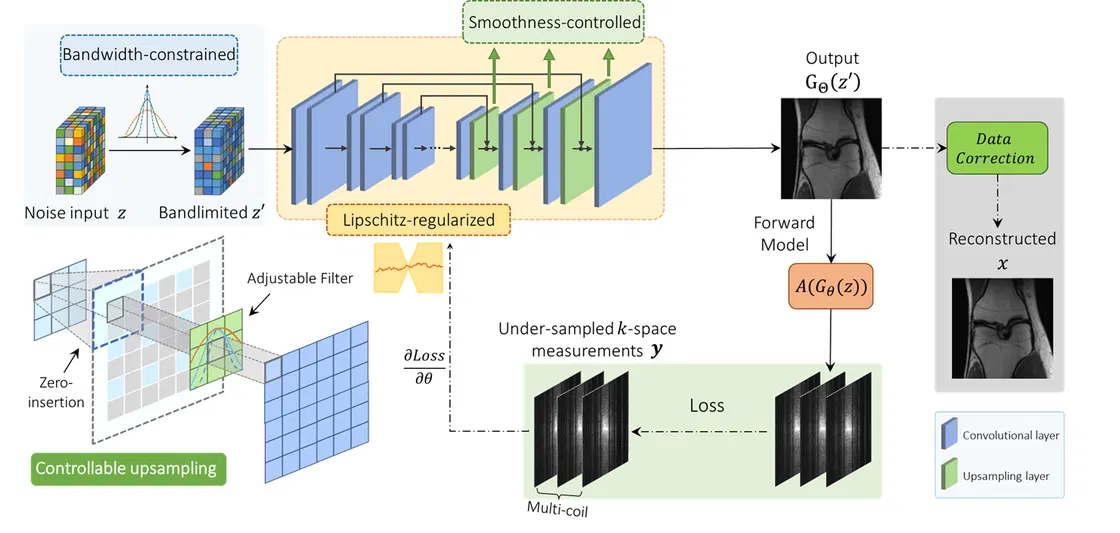 Smoothness-controlled
Bandwidth-constrained
Noise input z
Bandlimited z′
Lipschitz-regularized
Output
G_Θ(z′)
Data
Correction
Reconstructed
x
Forward
Model
A(G_θ(z))
Adjustable Filter
Zero-
insertion
Controllable upsampling
∂Loss
∂θ
Under-sampled k-space
measurements y
Loss
Multi-coil
Convolutional layer
Upsampling layer